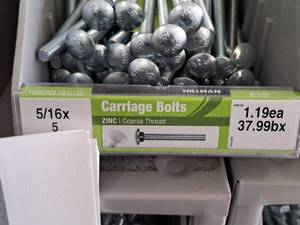 HILLMAN
5/16x
5
Carriage Bolts
ZINC | Coarse Thread
1.19ea
37.99bx